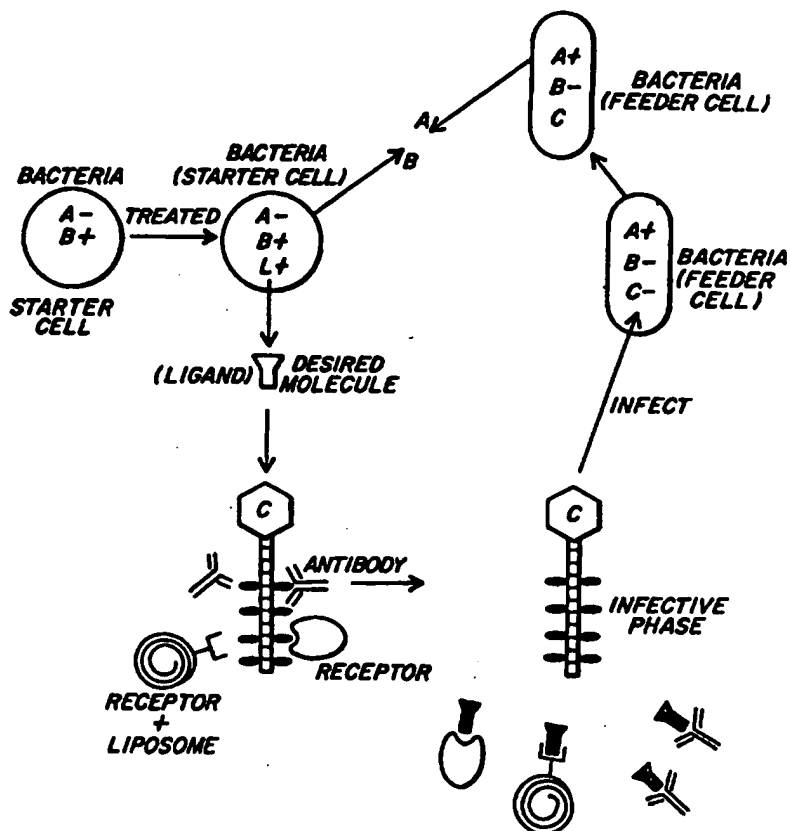 BACTERIA
A-
B+
STARTER
CELL
TREATED
BACTERIA
(STARTER CELL)
A-
B+
L+
A
B
A+
B-
C
BACTERIA
(FEEDER CELL)
A+
B-
C-
BACTERIA
(FEEDER
CELL)
(LIGAND)
DESIRED
MOLECULE
C
ANTIBODY
RECEPTOR
RECEPTOR
+
LIPOSOME
INFECT
C
INFECTIVE
PHASE